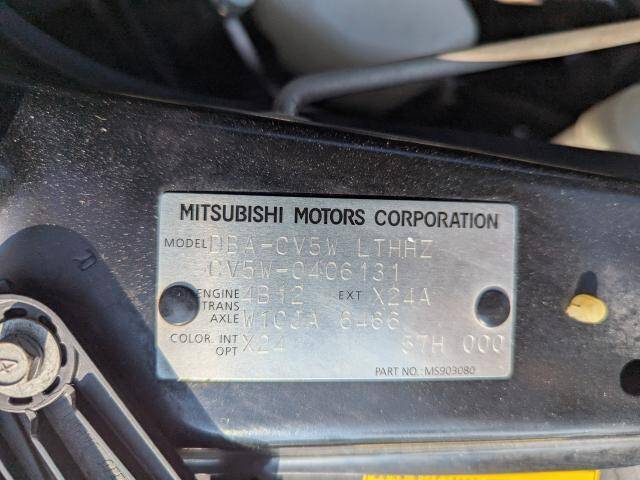 MITSUBISHI MOTORS CORPORATION
MODEL DBA-CV5W LTHHZ
CV5W-0406131
ENGINE 4B12 EXT X24A
TRANS
AXLE W1CJA 6466
COLOR. INT X24 57H 000
OPT
PART NO.: MS903080